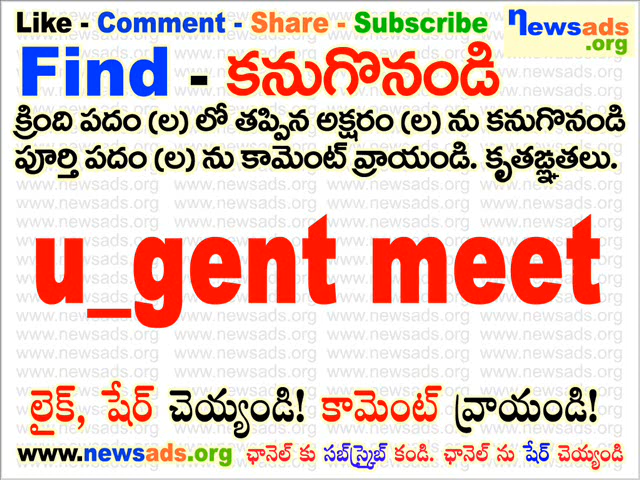 Like - Comment - Share - Subscribe
newsads
.org
Find - కనుగొనండి
క్రింది పదం (ల) లో తప్పిన అక్షరం (ల) ను కనుగొనండి
పూర్తి పదం (ల) ను కామెంట్ వ్రాయండి. కృతఙ్ఞతలు.
u_gent meet
లైక్, షేర్ చెయ్యండి! కామెంట్ వ్రాయండి!
www.newsads.org ఛానెల్ కు సబ్‌స్క్రైబ్ కండి. ఛానెల్ ను షేర్ చెయ్యండి